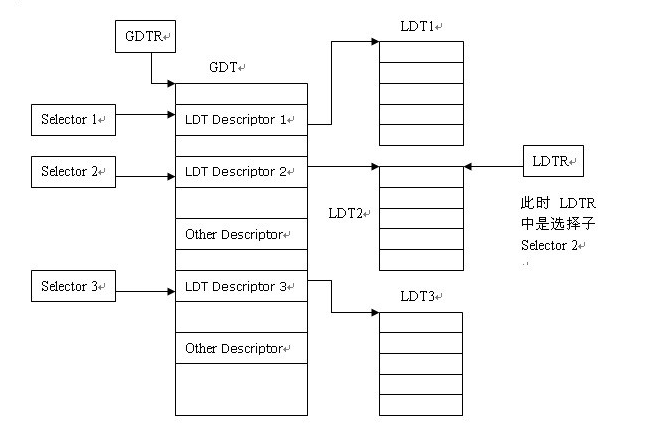 LDT1
GDTR
GDT
Selector 1
LDT Descriptor 1
Selector 2
LDT Descriptor 2
LDTR
LDT2
此时 LDTR
中是选择子
Selector 2
Other Descriptor
Selector 3
LDT Descriptor 3
LDT3
Other Descriptor